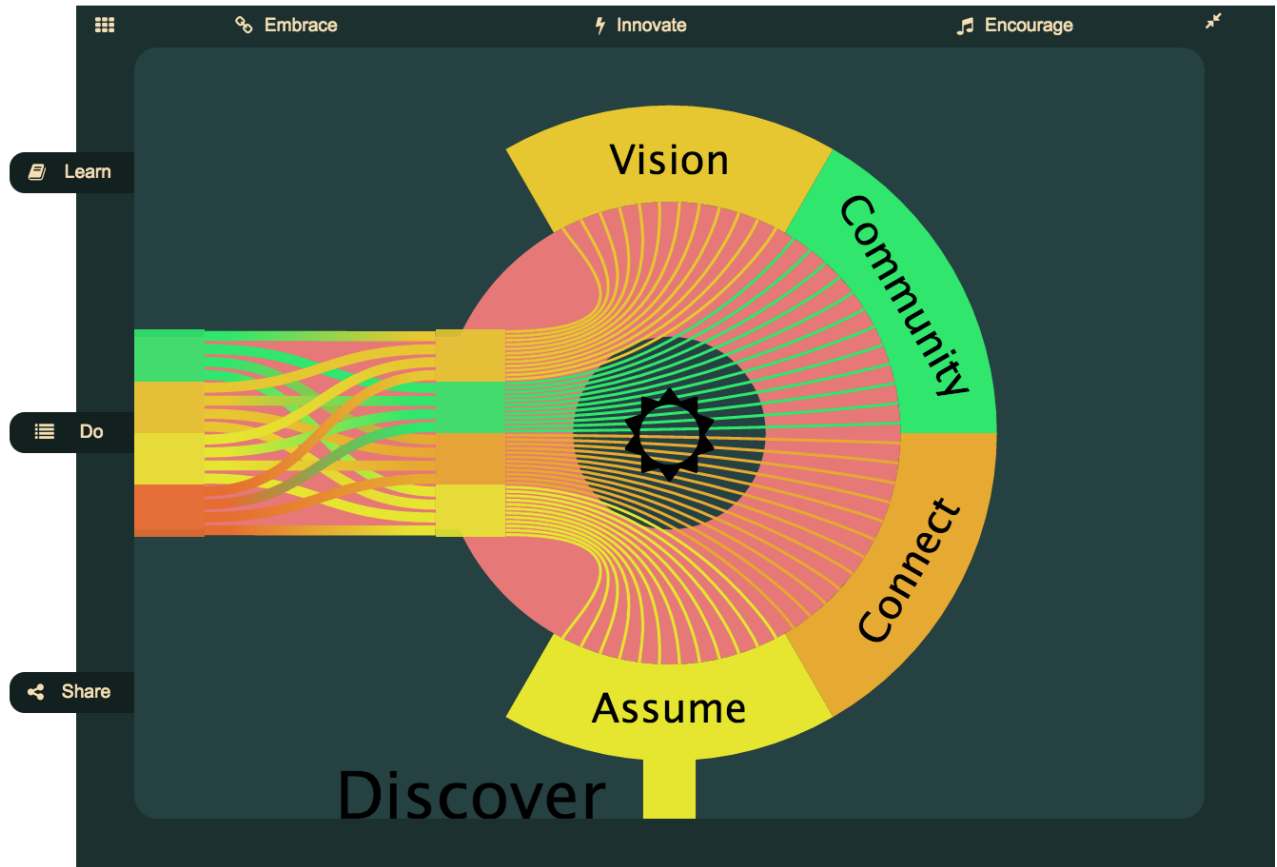 Embrace
Innovate
Encourage
Learn
Vision
Community
Do
Connect
Share
Assume
Discover